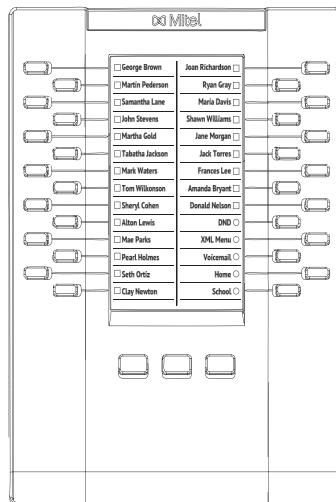 Mitel
George Brown
Joan Richardson
Martin Pederson
Ryan Gray
Samantha Lane
Maria Davis
John Stevens
Shawn Williams
Martha Gold
Jane Morgan
Tabatha Jackson
Jack Torres
Mark Waters
Frances Lee
Tom Wilkonson
Amanda Bryant
Sheryl Cohen
Donald Nelson
Alton Lewis
DND
Mae Parks
XML Menu
Pearl Holmes
Voicemail
Seth Ortiz
Home
Clay Newton
School